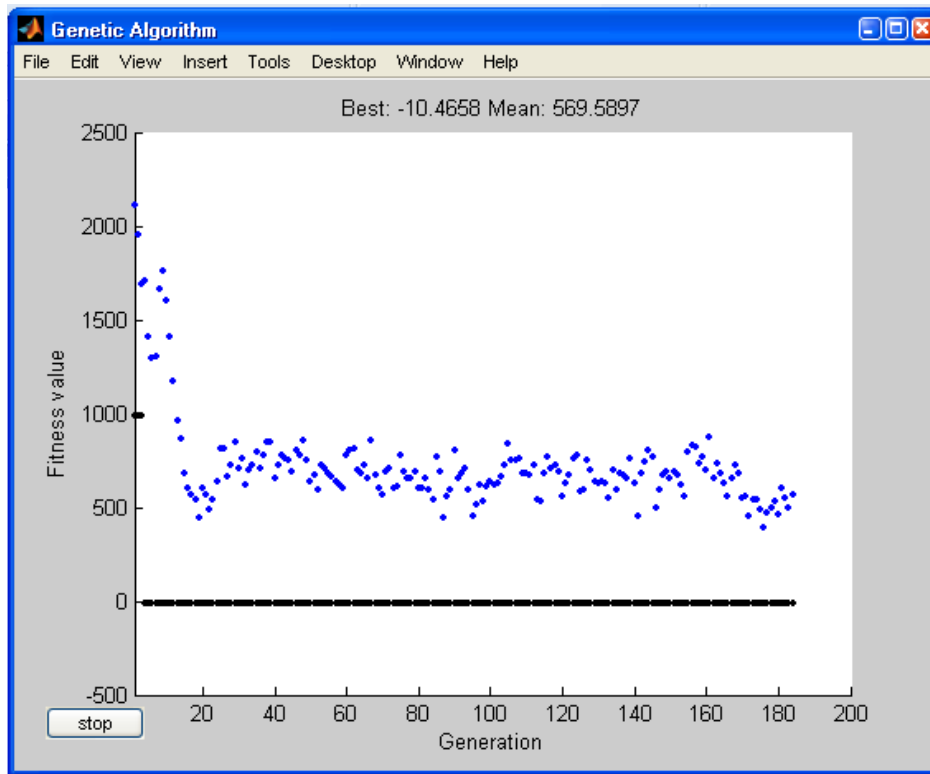 Genetic Algorithm
File Edit View Insert Tools Desktop Window Help
Best: -10.4658 Mean: 569.5897
2500
2000
1500
1000
500
0
-500
Fitness value
20 40 60 80 100 120 140 160 180 200
Generation
stop